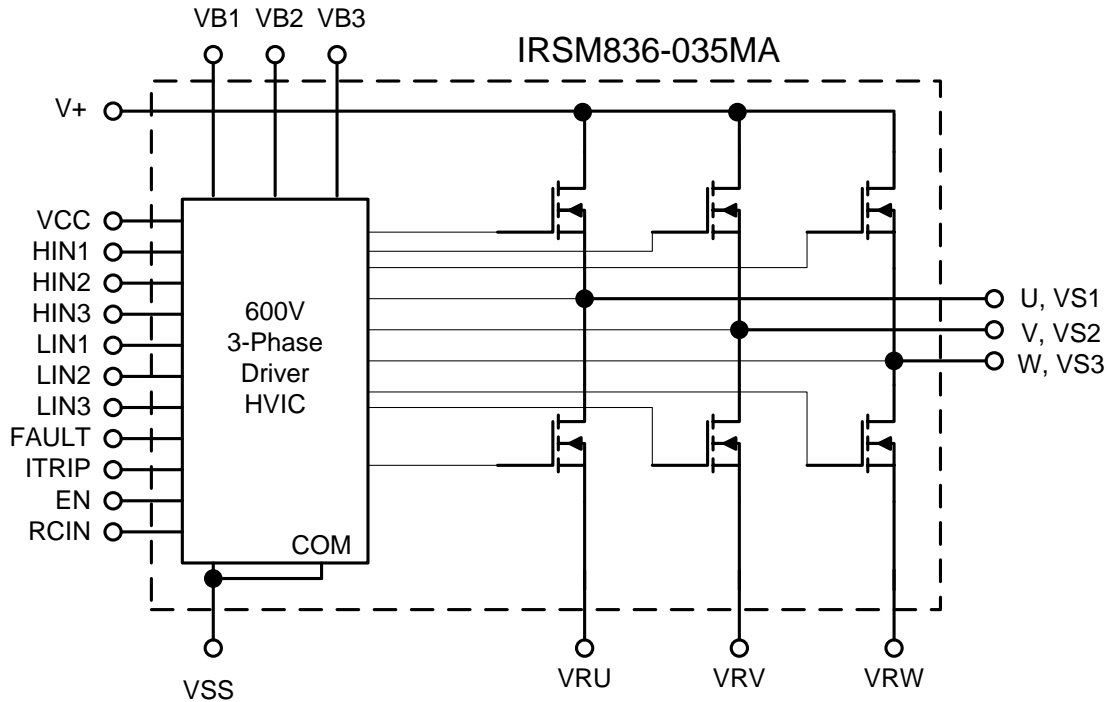 VB1 VB2 VB3
IRSM836-035MA
V+
VCC
HIN1
HIN2
HIN3
LIN1
LIN2
LIN3
FAULT
ITRIP
EN
RCIN
600V
3-Phase
Driver
HVIC
COM
U, VS1
V, VS2
W, VS3
VSS
VRU
VRV
VRW